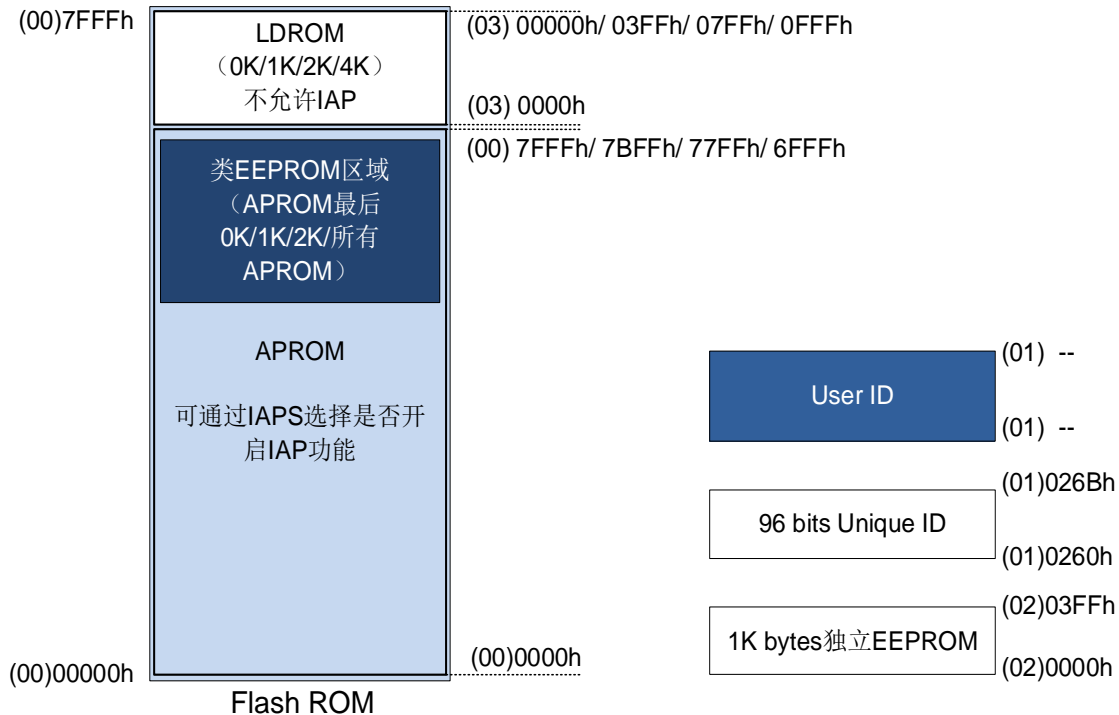 (00)7FFFh
LDROM
（0K/1K/2K/4K）
不允许IAP
(03) 00000h/ 03FFh/ 07FFh/ 0FFFh
(03) 0000h
(00) 7FFFh/ 7BFFh/ 77FFh/ 6FFFh
类EEPROM区域
（APROM最后
0K/1K/2K/所有
APROM）
APROM
可通过IAPS选择是否开
启IAP功能
(00)00000h
(00)0000h
Flash ROM
(01) --
User ID
(01) --
(01)026Bh
96 bits Unique ID
(01)0260h
(02)03FFh
1K bytes独立EEPROM
(02)0000h